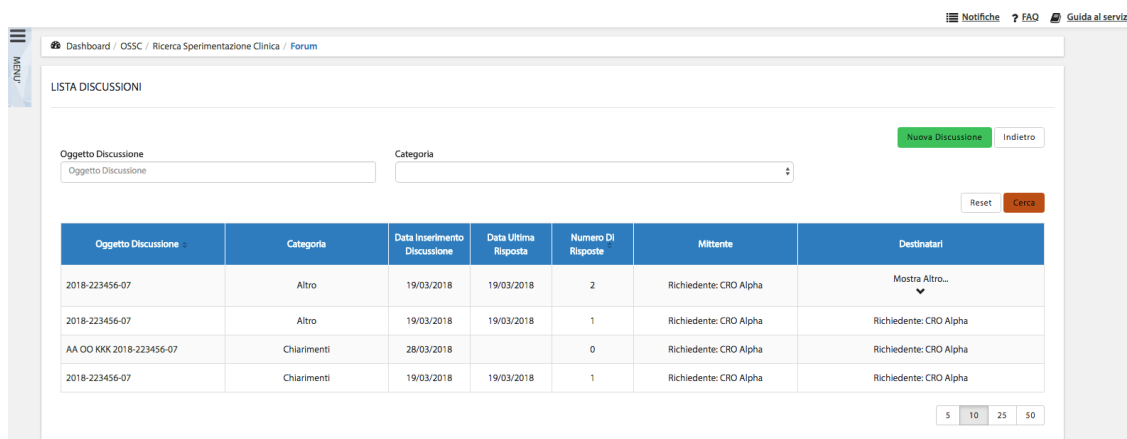 Notifiche ? FAQ Guida al serviz
MENU'
Dashboard / OSSC / Ricerca Sperimentazione Clinica / Forum
LISTA DISCUSSIONI
Nuova Discussione Indietro
Oggetto Discussione Categoria
Oggetto Discussione
Reset Cerca
Oggetto Discussione Categoria Data Inserimento Discussione Data Ultima Risposta Numero Di Risposte Mittente Destinatari
2018-223456-07 Altro 19/03/2018 19/03/2018 2 Richiedente: CRO Alpha Mostra Altro...
2018-223456-07 Altro 19/03/2018 19/03/2018 1 Richiedente: CRO Alpha Richiedente: CRO Alpha
AA OO KKK 2018-223456-07 Chiarimenti 28/03/2018 0 Richiedente: CRO Alpha Richiedente: CRO Alpha
2018-223456-07 Chiarimenti 19/03/2018 19/03/2018 1 Richiedente: CRO Alpha Richiedente: CRO Alpha
5 10 25 50